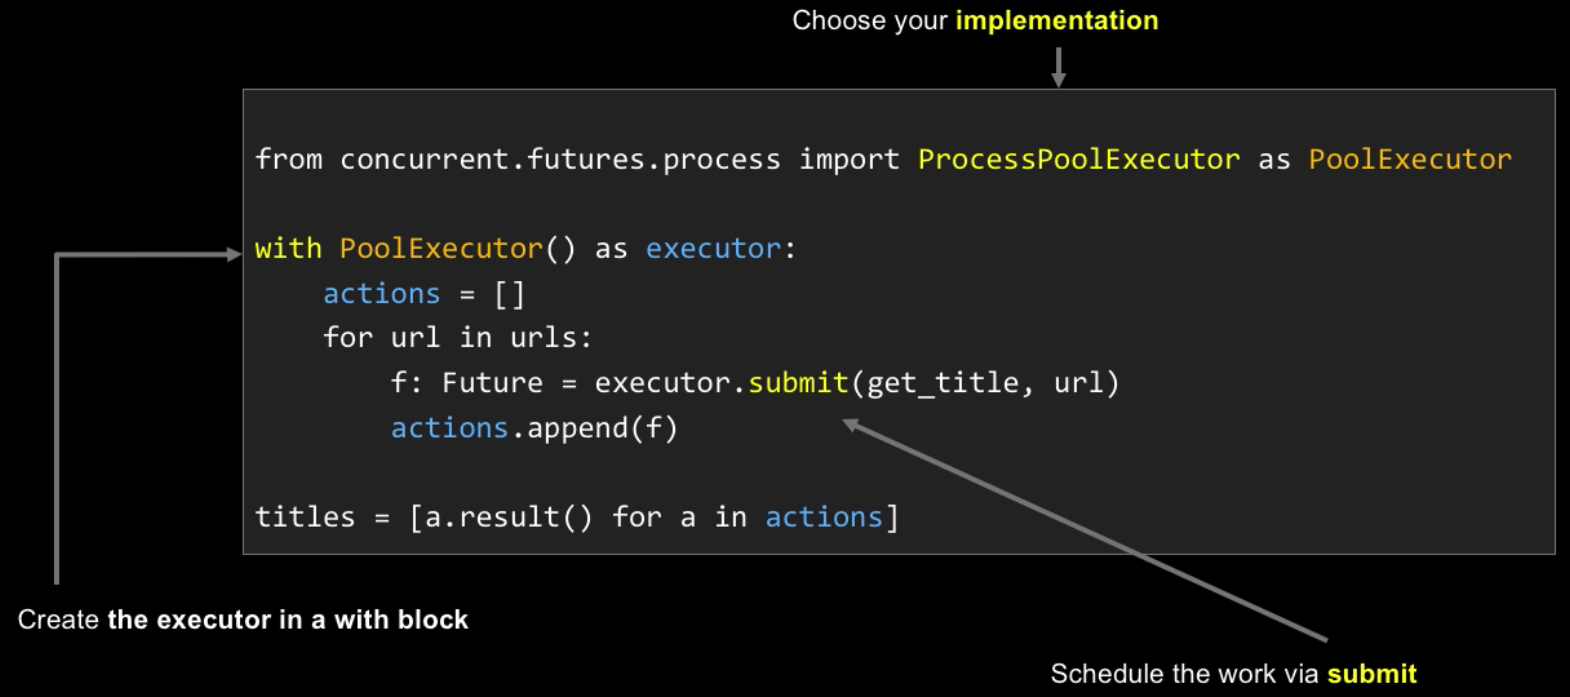 Choose your implementation
from concurrent.futures.process import ProcessPoolExecutor as PoolExecutor
with PoolExecutor() as executor:
    actions = []
    for url in urls:
        f: Future = executor.submit(get_title, url)
        actions.append(f)
titles = [a.result() for a in actions]
Create the executor in a with block
Schedule the work via submit